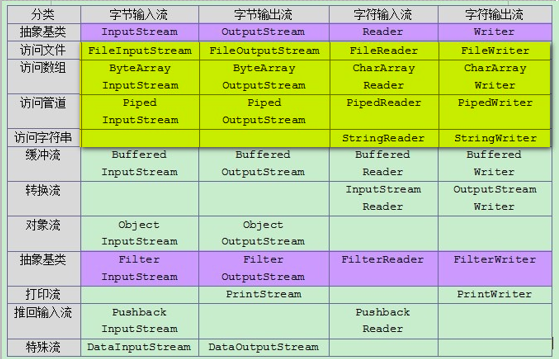 分类 字节输入流 字节输出流 字符输入流 字符输出流
抽象基类 InputStream OutputStream Reader Writer
访问文件 FileInputStream FileOutputStream FileReader FileWriter
访问数组 ByteArray ByteArray CharArray CharArray
InputStream OutputStream Reader Writer
访问管道 Piped Piped PipedReader PipedWriter
InputStream OutputStream
访问字符串 StringReader StringWriter
缓冲流 Buffered Buffered Buffered Buffered
InputStream OutputStream Reader Writer
转换流 InputStream OutputStream
Reader Writer
对象流 Object Object
InputStream OutputStream
抽象基类 Filter Filter FilterReader FilterWriter
InputStream OutputStream
打印流 PrintStream PrintWriter
推回输入流 Pushback Pushback
InputStream Reader
特殊流 DataInputStream DataOutputStream